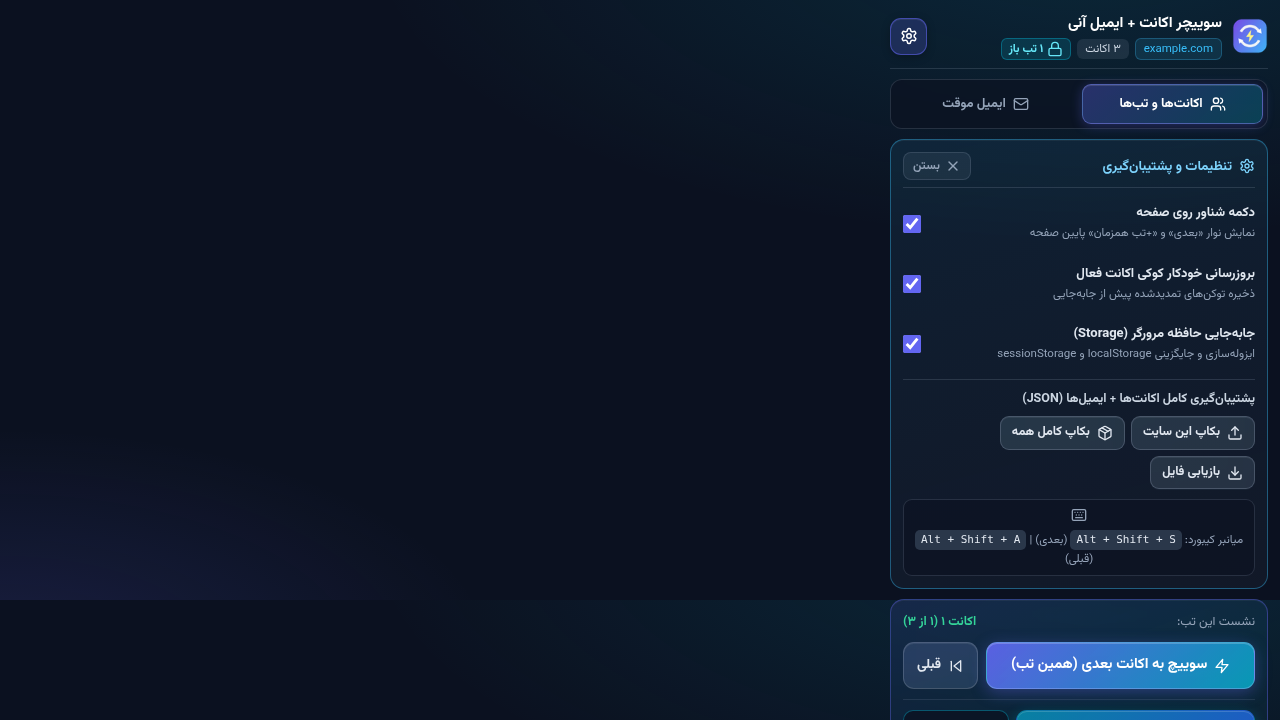 سوییچر اکانت + ایمیل آنی
example.com
۳ اکانت
۱ تب باز
اکانت‌ها و تب‌ها
ایمیل موقت
تنظیمات و پشتیبان‌گیری
بستن
دکمه شناور روی صفحه
نمایش نوار «بعدی» و «+تب همزمان» پایین صفحه
بروزرسانی خودکار کوکی اکانت فعال
ذخیره توکن‌های تمدیدشده پیش از جابه‌جایی
جابه‌جایی حافظه مرورگر (Storage)
ایزوله‌سازی و جایگزینی localStorage و sessionStorage
پشتیبان‌گیری کامل اکانت‌ها + ایمیل‌ها (JSON)
بکاپ این سایت
بکاپ کامل همه
بازیابی فایل
میانبر کیبورد: Alt + Shift + S (بعدی) | Alt + Shift + A
(قبلی)
نشست این تب:
اکانت ۱ (۱ از ۳)
سوییچ به اکانت بعدی (همین تب)
قبلی